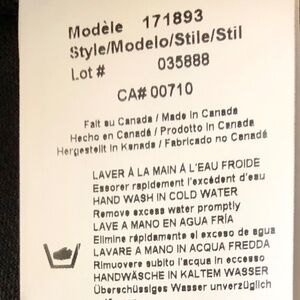 Modèle 171893
Style/Modelo/Stile/Stil
Lot # 035888
CA# 00710
Fait au Canada / Made in Canada
Hecho en Canadá / Prodotto in Canada
Hergestellt in Kanada / Fabricado no Canadá
LAVER À LA MAIN À L'EAU FROIDE
Essorer rapidement l'excédent d'eau
HAND WASH IN COLD WATER
Remove excess water promptly
LAVE A MANO EN AGUA FRÍA
Elimine rápidamente el exceso de agua
LAVARE A MANO IN ACQUA FREDDA
Rimuovere subito l'acqua in eccesso
HANDWÄSCHE IN KALTEM WASSER
Überschüssiges Wasser unverzüglich